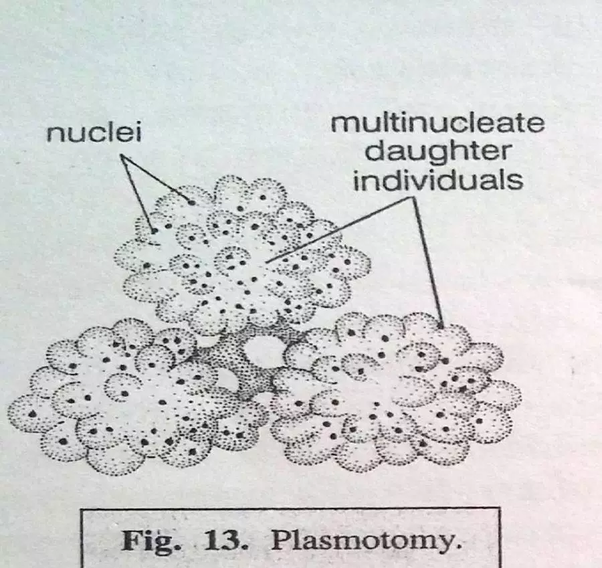 nuclei
multinucleate
daughter
individuals
Fig. 13. Plasmotomy.